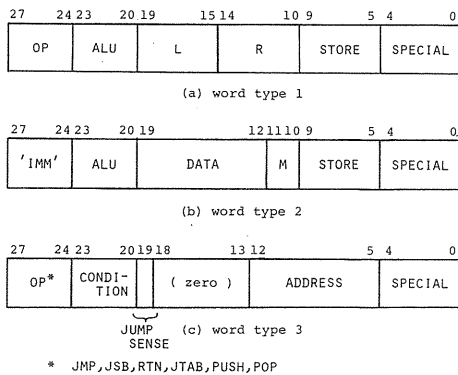 27 24 23 20 19 15 14 10 9 5 4 0
OP ALU L R STORE SPECIAL
(a) word type 1
27 24 23 20 19 12 11 10 9 5 4 0
'IMM' ALU DATA M STORE SPECIAL
(b) word type 2
27 24 23 20 19 18 13 12 5 4 0
OP* CONDI- ( zero ) ADDRESS SPECIAL
TION
JUMP (c) word type 3
SENSE
* JMP,JSB,RTN,JTAB,PUSH,POP